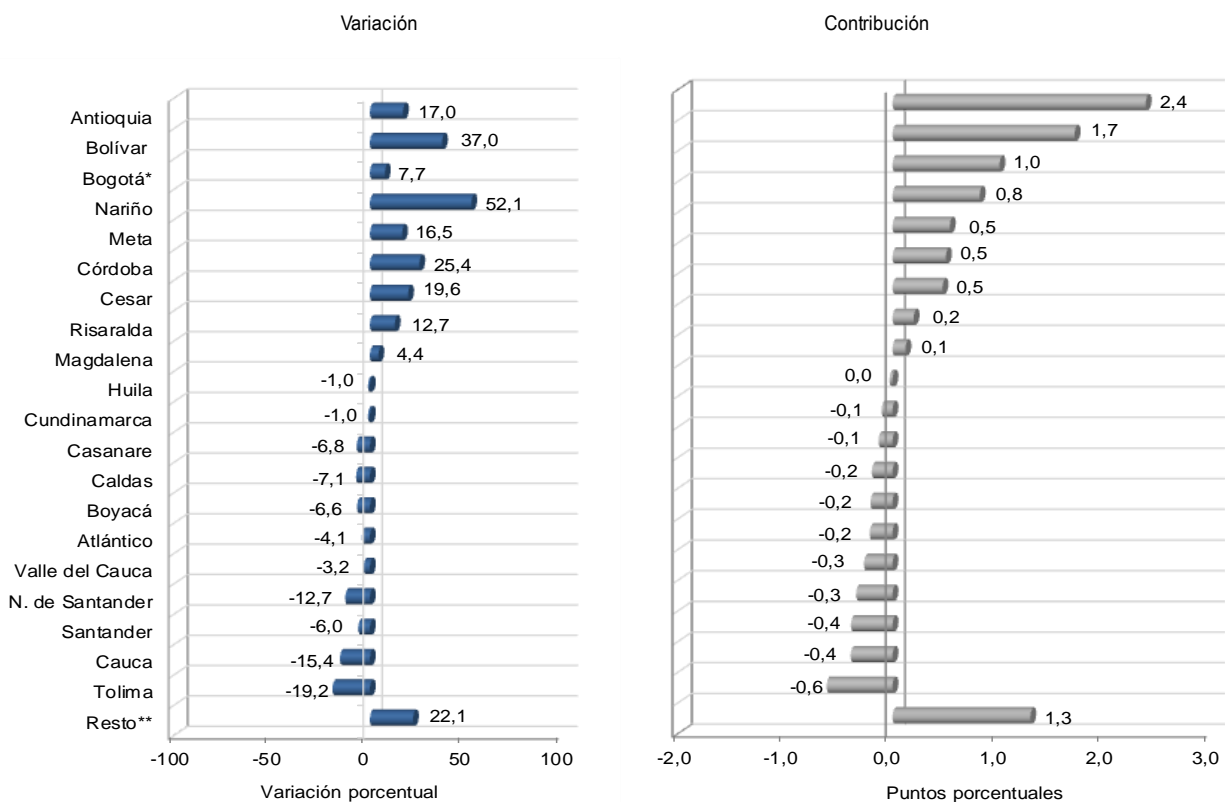 Variación Contribución
Antioquia 17,0 2,4
Bolívar 37,0 1,7
Bogotá* 7,7 1,0
Nariño 52,1 0,8
Meta 16,5 0,5
Córdoba 25,4 0,5
Cesar 19,6 0,5
Risaralda 12,7 0,2
Magdalena 4,4 0,1
Huila -1,0 0,0
Cundinamarca -1,0 -0,1
Casanare -6,8 -0,1
Caldas -7,1 -0,2
Boyacá -6,6 -0,2
Atlántico -4,1 -0,2
Valle del Cauca -3,2 -0,3
N. de Santander -12,7 -0,3
Santander -6,0 -0,4
Cauca -15,4 -0,4
Tolima -19,2 -0,6
Resto** 22,1 1,3
-100 -50 0 50 100 -2,0 -1,0 0,0 1,0 2,0 3,0
Variación porcentual Puntos porcentuales